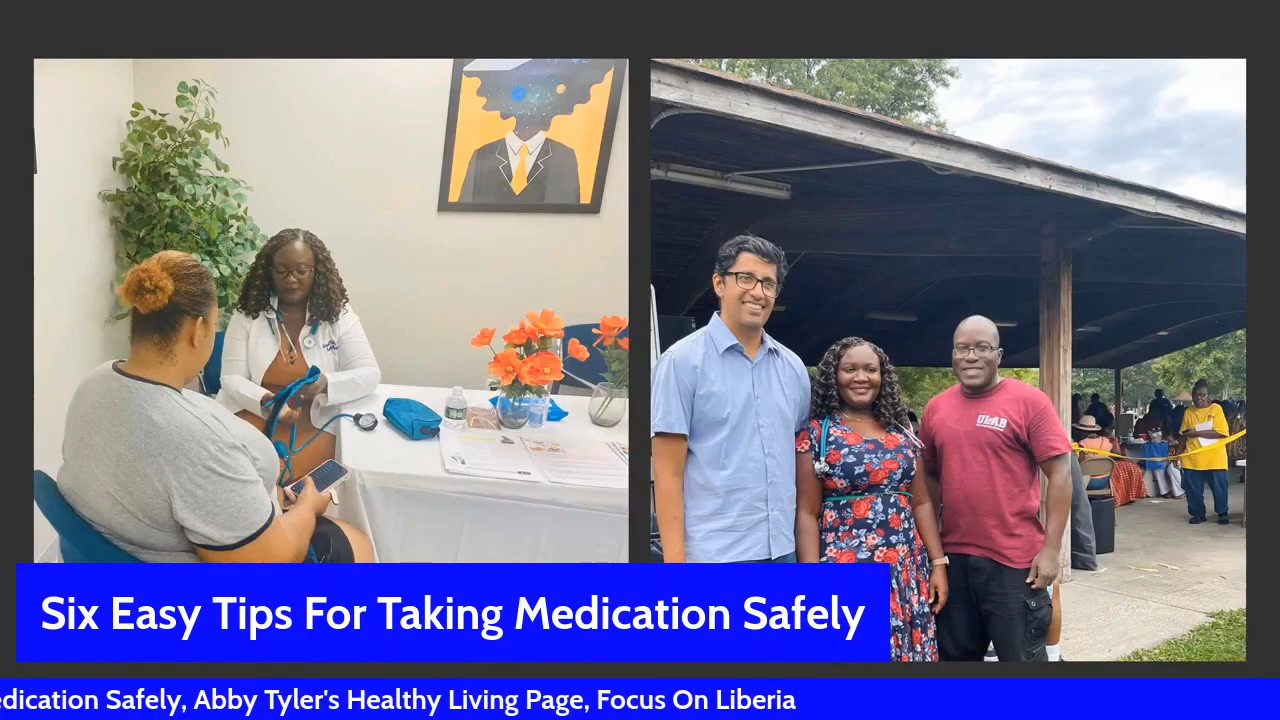 ULAB
Six Easy Tips For Taking Medication Safely
edication Safely, Abby Tyler's Healthy Living Page, Focus On Liberia